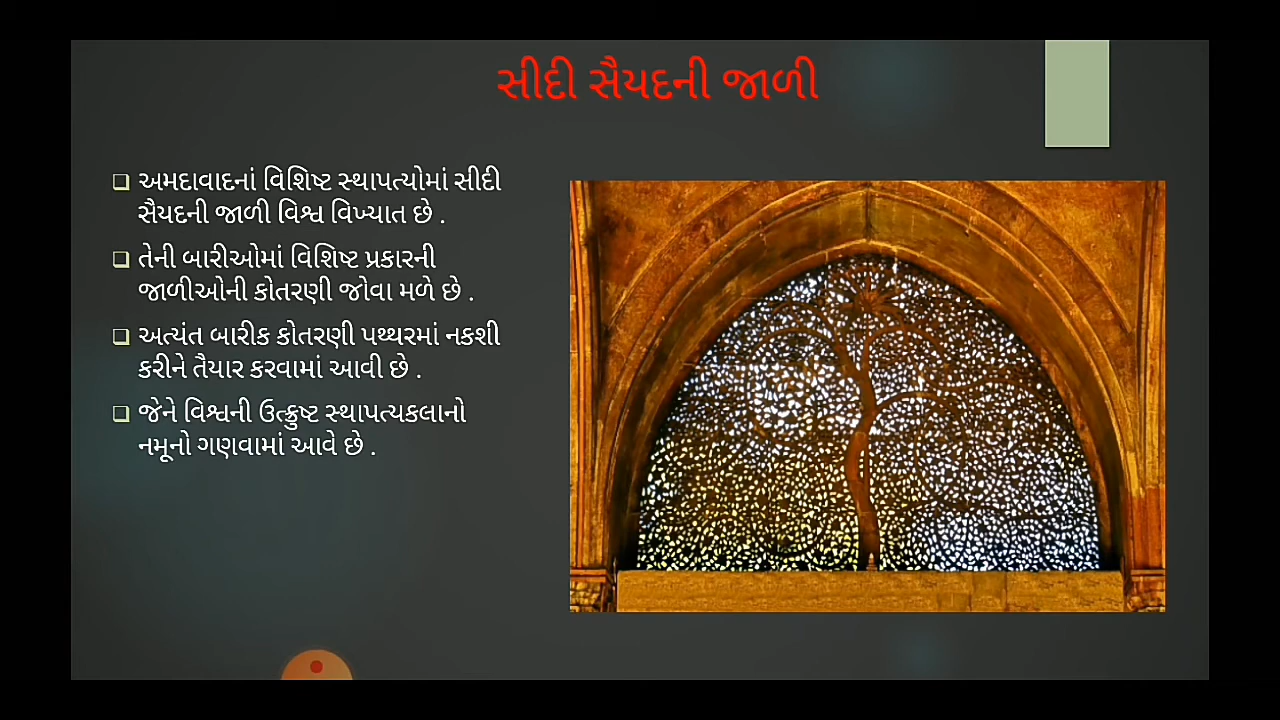 સીદી સૈયદની જાળી
અમદાવાદનાં વિશિષ્ટ સ્થાપત્યોમાં સીદી
સૈયદની જાળી વિશ્વ વિખ્યાત છે .
તેની બારીઓમાં વિશિષ્ટ પ્રકારની
જાળીઓની કોતરણી જોવા મળે છે .
અત્યંત બારીક કોતરણી પથ્થરમાં નકશી
કરીને તૈયાર કરવામાં આવી છે .
જેને વિશ્વની ઉત્ક્રુષ્ટ સ્થાપત્યકલાનો
નમૂનો ગણવામાં આવે છે .